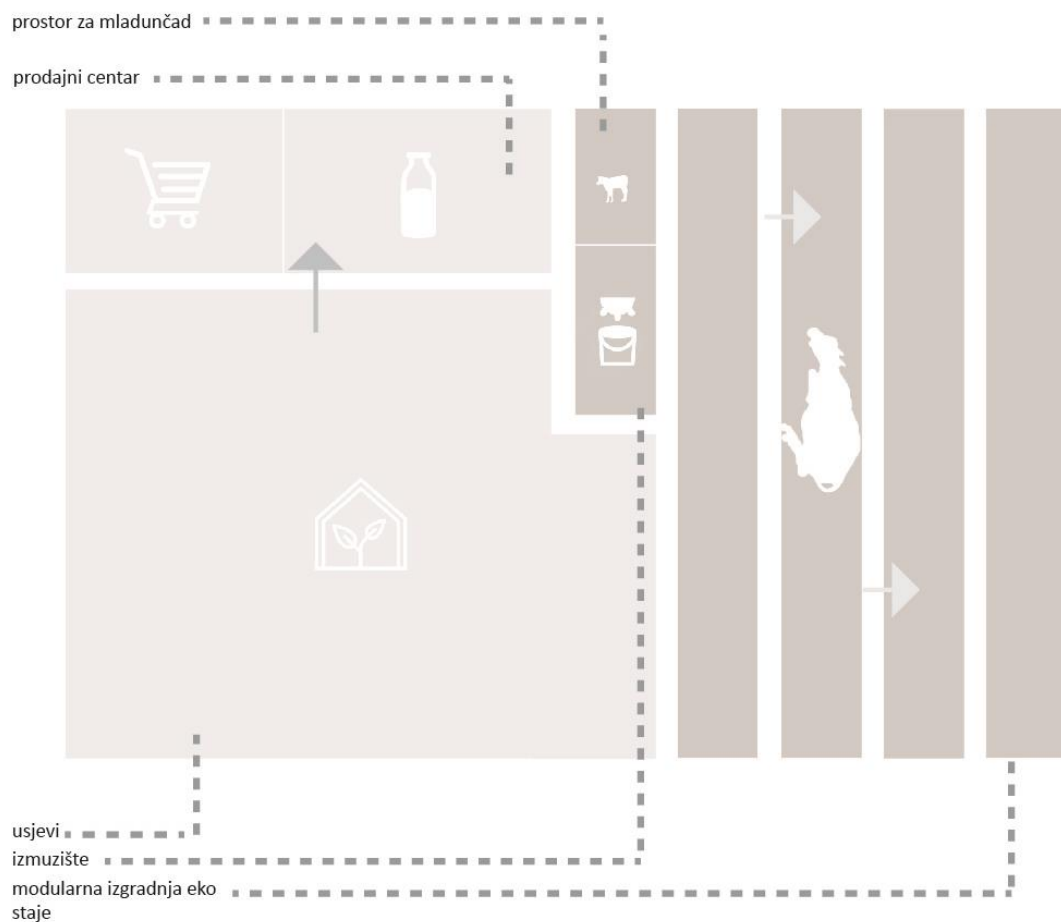 prostor za mladunčad
prodajni centar
usjevi
izmuzište
modularna izgradnja eko
staje